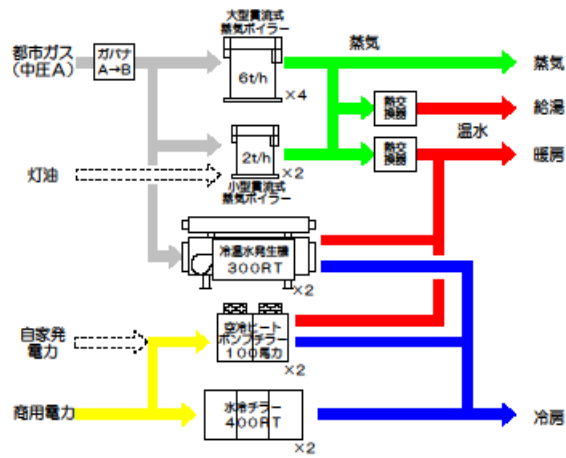 大型貫流式
蒸気ボイラー
都市ガス
(中圧A)
ガバナ
A→B
6t/h
×4
蒸気
蒸気
熱交
換器
給湯
温水
2t/h
×2
熱交
換器
暖房
灯油
小型貫流式
蒸気ボイラー
冷温水発生機
300RT
×2
自家発
電力
空冷ヒート
ポンプチラー
100馬力
×2
商用電力
水冷チラー
400RT
×2
冷房